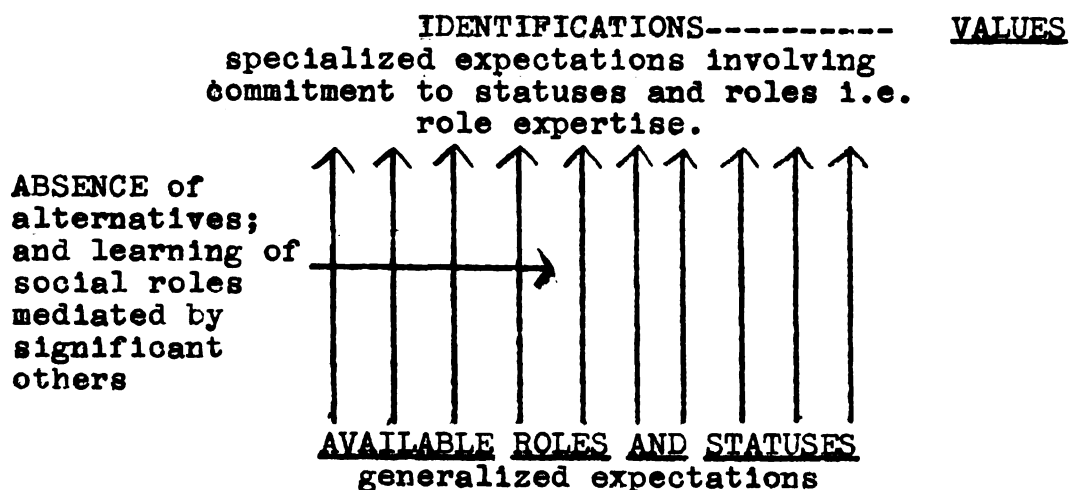 IDENTIFICATIONS---------- VALUES
specialized expectations involving
commitment to statuses and roles i.e.
role expertise.
ABSENCE of
alternatives;
and learning of
social roles
mediated by
significant
others
AVAILABLE ROLES AND STATUSES
generalized expectations